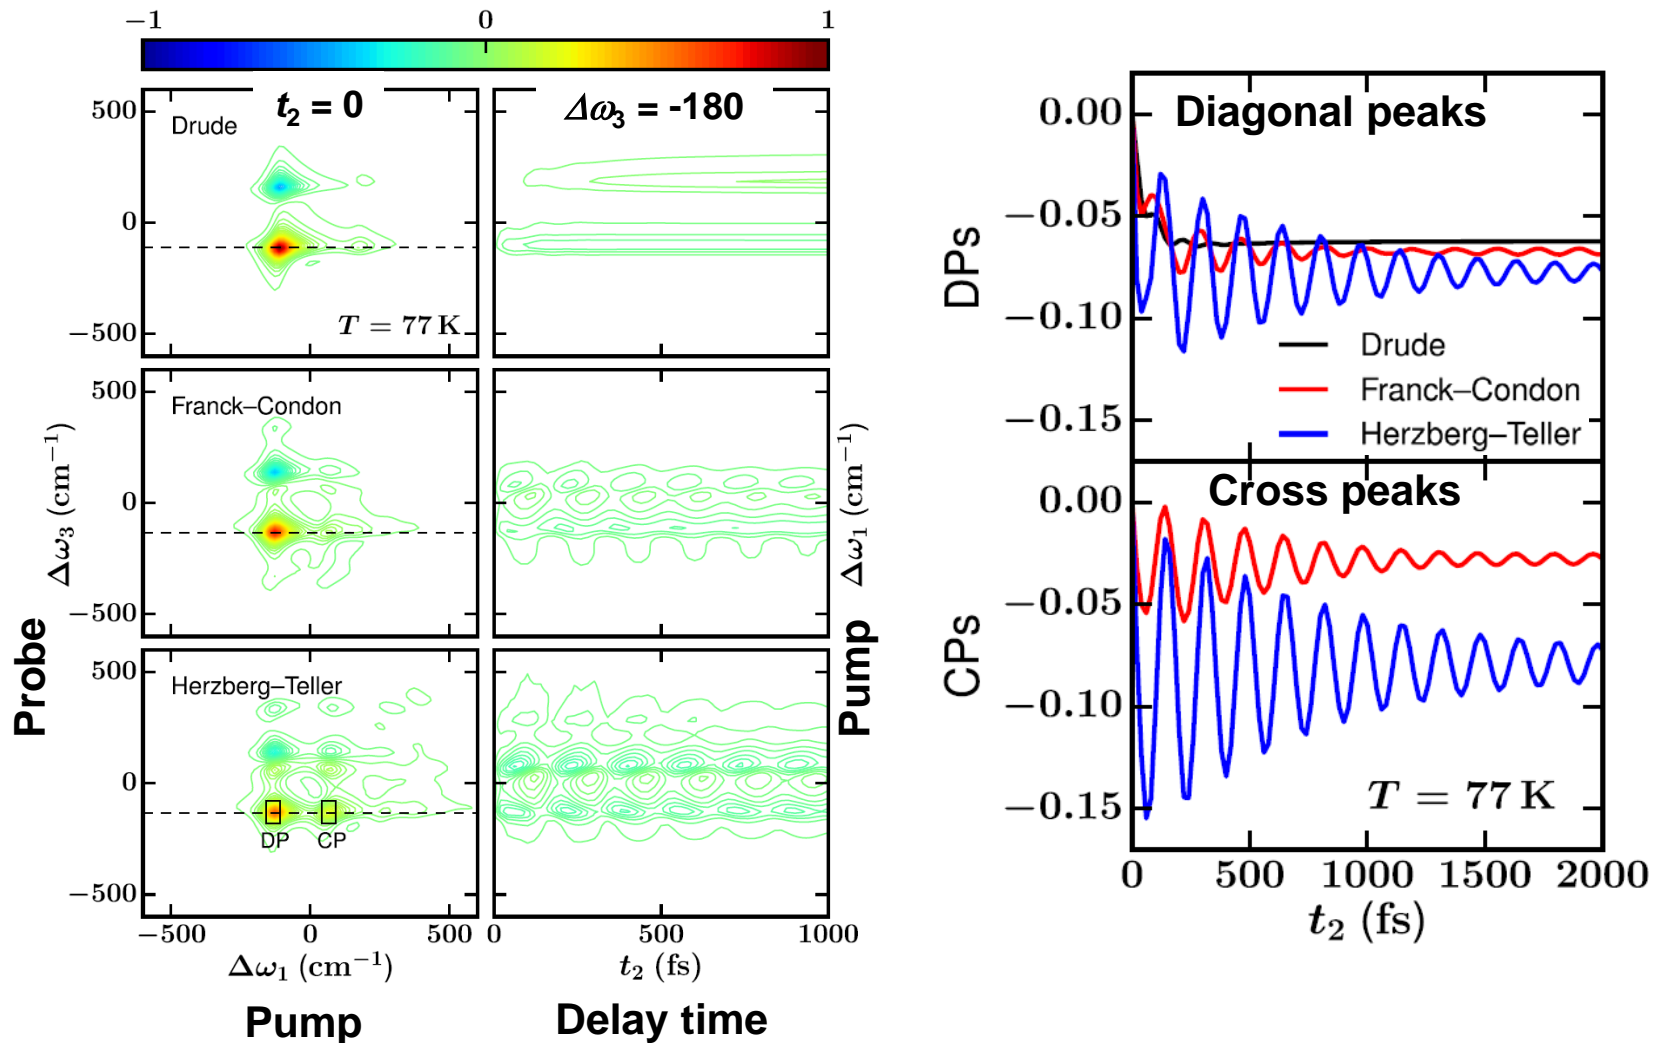 −1 0 1
t2 = 0
Δω3 = -180
500
0
−500
Drude
T = 77 K
500
0
−500
Franck–Condon
500
0
−500
Herzberg–Teller
DP
CP
−500 0 500
0 500 1000
Δω1 (cm−1)
t2 (fs)
Δω3 (cm−1)
Probe
Δω1 (cm−1)
Pump
Pump
Delay time
Diagonal peaks
0.00
−0.05
−0.10
−0.15
DPs
Drude
Franck–Condon
Herzberg–Teller
Cross peaks
0.00
−0.05
−0.10
−0.15
CPs
T = 77 K
0 500 1000 1500 2000
t2 (fs)